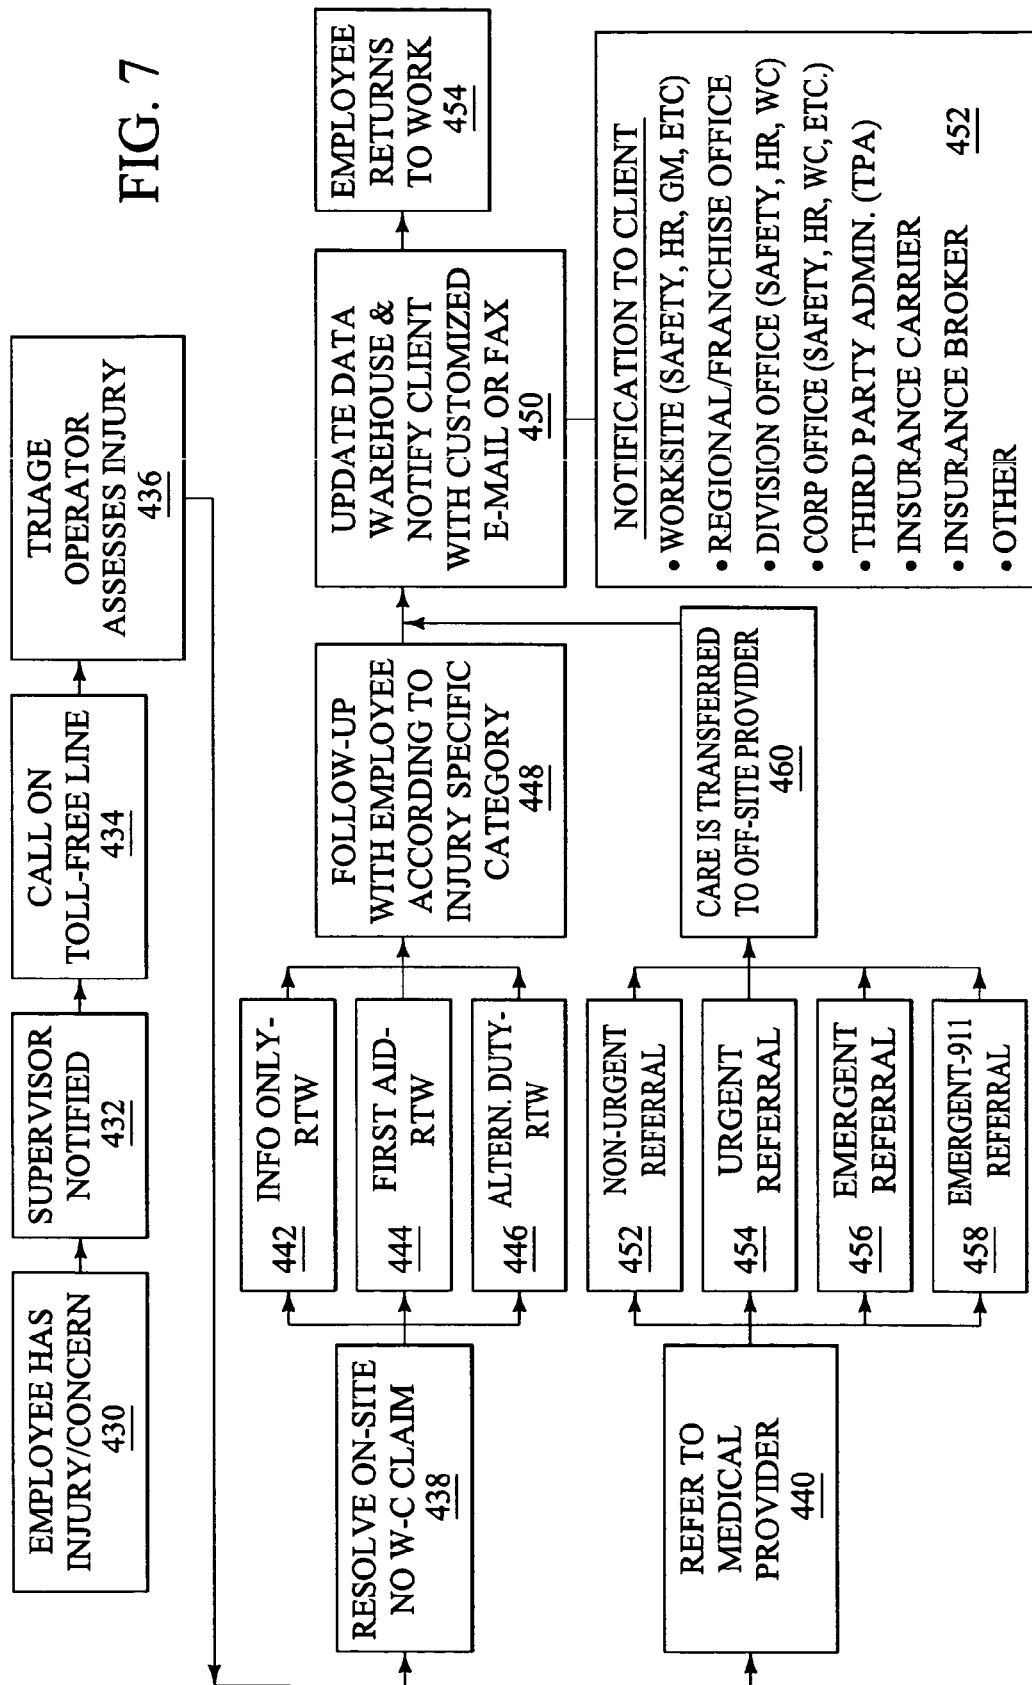 FIG. 7
EMPLOYEE HAS
INJURY/CONCERN
430
SUPERVISOR
NOTIFIED
432
CALL ON
TOLL-FREE LINE
434
TRIAGE
OPERATOR
ASSESSES INJURY
436
RESOLVE ON-SITE
NO W-C CLAIM
438
INFO ONLY-
RTW
442
FIRST AID-
RTW
444
ALTERN. DUTY-
RTW
446
FOLLOW-UP
WITH EMPLOYEE
ACCORDING TO
INJURY SPECIFIC
CATEGORY
448
UPDATE DATA
WAREHOUSE &
NOTIFY CLIENT
WITH CUSTOMIZED
E-MAIL OR FAX
450
EMPLOYEE
RETURNS
TO WORK
454
REFER TO
MEDICAL
PROVIDER
440
NON-URGENT
REFERRAL
452
URGENT
REFERRAL
454
EMERGENT
REFERRAL
456
EMERGENT-911
REFERRAL
458
CARE IS TRANSFERRED
TO OFF-SITE PROVIDER
460
NOTIFICATION TO CLIENT
• WORKSITE (SAFETY, HR, GM, ETC)
• REGIONAL/FRANCHISE OFFICE
• DIVISION OFFICE (SAFETY, HR, WC)
• CORP OFFICE (SAFETY, HR, WC, ETC.)
• THIRD PARTY ADMIN. (TPA)
• INSURANCE CARRIER
• INSURANCE BROKER
• OTHER
452